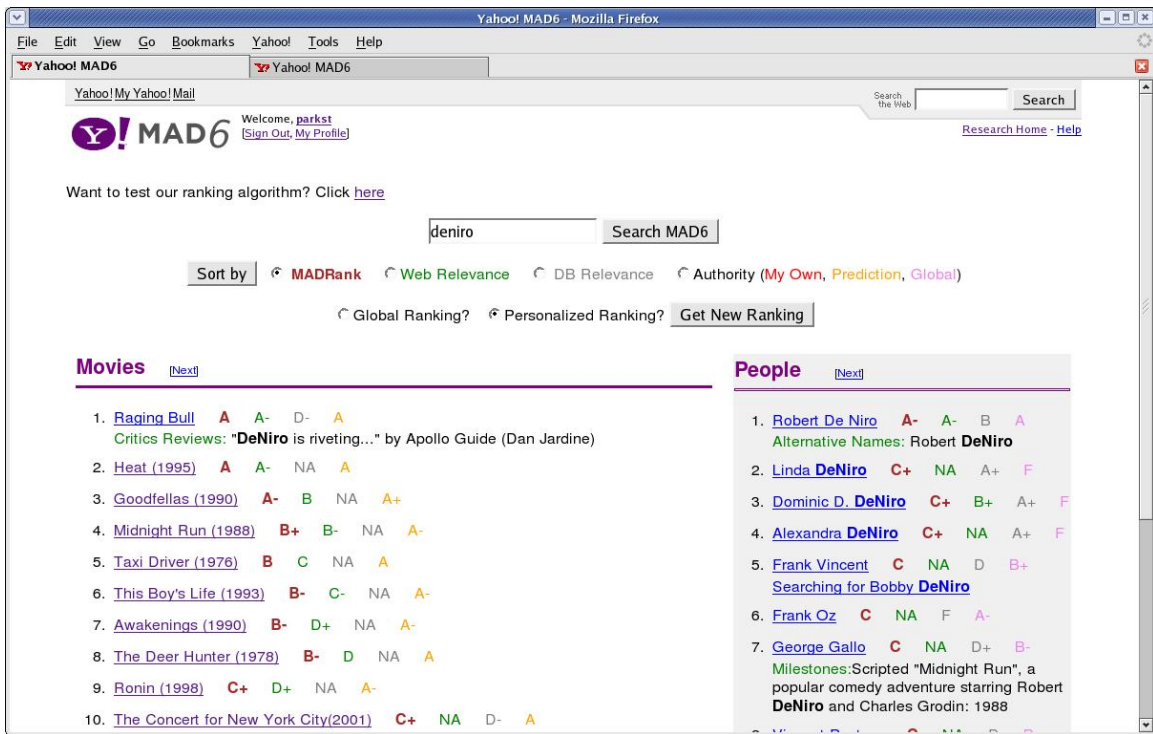 Yahoo! MAD6 - Mozilla Firefox
File Edit View Go Bookmarks Yahoo! Tools Help
Y? Yahoo! MAD6 Y? Yahoo! MAD6
Yahoo! My Yahoo! Mail
Search the Web Search
Y! MAD6 Welcome, parkst
[Sign Out, My Profile]
Research Home - Help
Want to test our ranking algorithm? Click here
deniro Search MAD6
Sort by MADRank Web Relevance DB Relevance Authority (My Own, Prediction, Global)
Global Ranking? Personalized Ranking? Get New Ranking
Movies [Next]
1. Raging Bull A A- D- A
Critics Reviews: "DeNiro is riveting..." by Apollo Guide (Dan Jardine)
2. Heat (1995) A A- NA A
3. Goodfellas (1990) A- B NA A+
4. Midnight Run (1988) B+ B- NA A-
5. Taxi Driver (1976) B C NA A
6. This Boy's Life (1993) B- C- NA A-
7. Awakenings (1990) B- D+ NA A-
8. The Deer Hunter (1978) B- D NA A
9. Ronin (1998) C+ D+ NA A-
10. The Concert for New York City(2001) C+ NA D- A
People [Next]
1. Robert De Niro A- A- B A
Alternative Names: Robert DeNiro
2. Linda DeNiro C+ NA A+ F
3. Dominic D. DeNiro C+ B+ A+ F
4. Alexandra DeNiro C+ NA A+ F
5. Frank Vincent C NA D B+
Searching for Bobby DeNiro
6. Frank Oz C NA F A-
7. George Gallo C NA D+ B-
Milestones:Scripted "Midnight Run", a
popular comedy adventure starring Robert
DeNiro and Charles Grodin: 1988